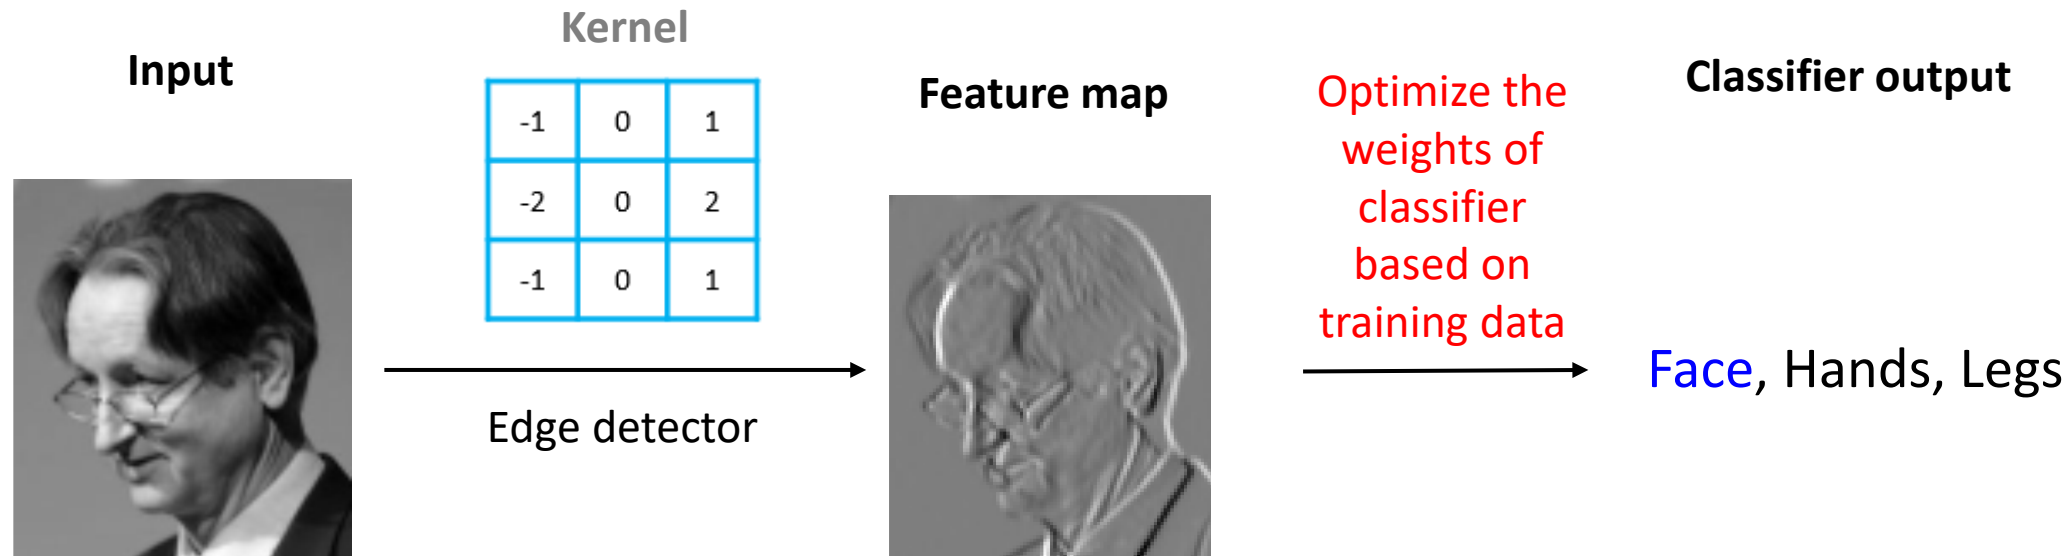 Input
Kernel
-1 0 1
-2 0 2
-1 0 1
Edge detector
Feature map
Optimize the
weights of
classifier
based on
training data
Classifier output
Face, Hands, Legs